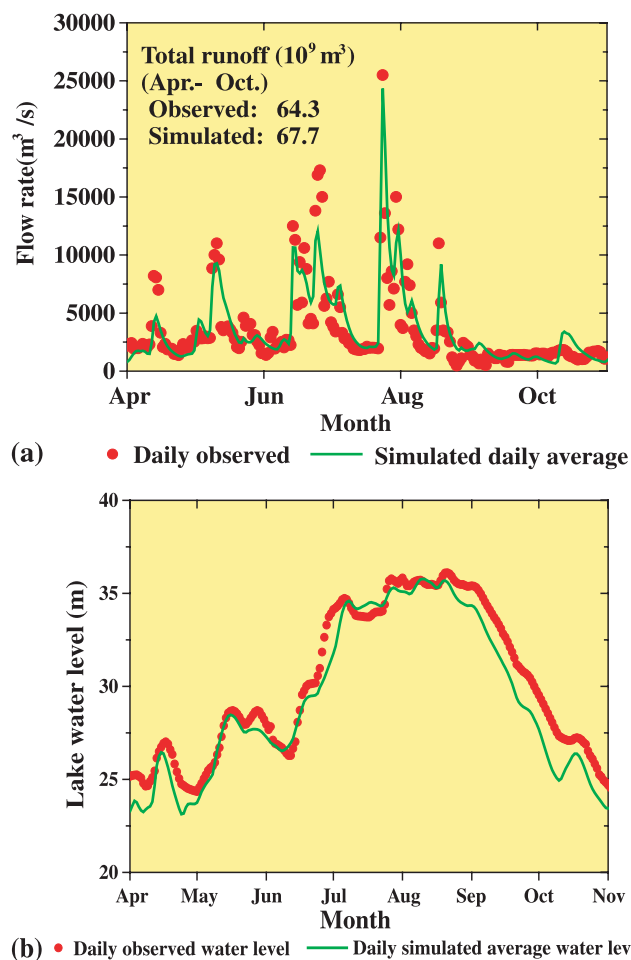 30000
25000
20000
15000
10000
5000
0
Flow rate(m³/s)
Total runoff (10⁹ m³)
(Apr.- Oct.)
Observed: 64.3
Simulated: 67.7
Apr Jun Aug Oct
Month
(a) Daily observed Simulated daily average
40
35
30
25
20
Lake water level (m)
Apr May Jun Jul Aug Sep Oct Nov
Month
(b) Daily observed water level Daily simulated average water lev